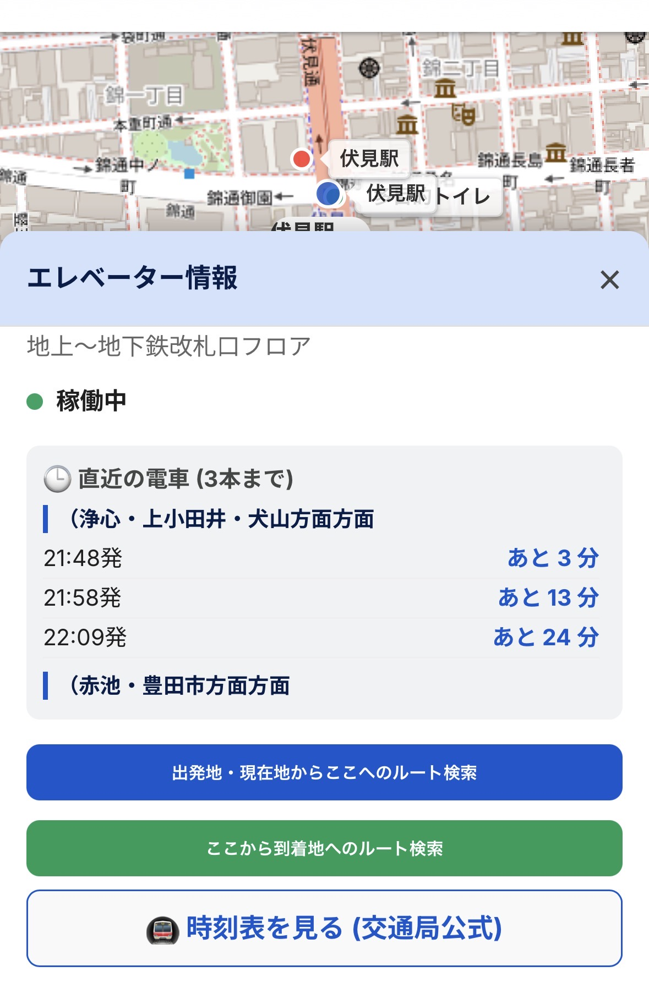 伏見通
錦二丁目
錦一丁目
本重町通
伏見駅
錦通中ノ
町
錦通長島
町
錦通長者
町
錦通
伏見駅
トイレ
錦通御園
錦通
伏見駅
エレベーター情報
×
地上〜地下鉄改札口フロア
稼働中
🕒 直近の電車 (3本まで)
（浄心・上小田井・犬山方面方面
21:48発 あと 3 分
21:58発 あと 13 分
22:09発 あと 24 分
（赤池・豊田市方面方面
出発地・現在地からここへのルート検索
ここから到着地へのルート検索
🚇 時刻表を見る (交通局公式)